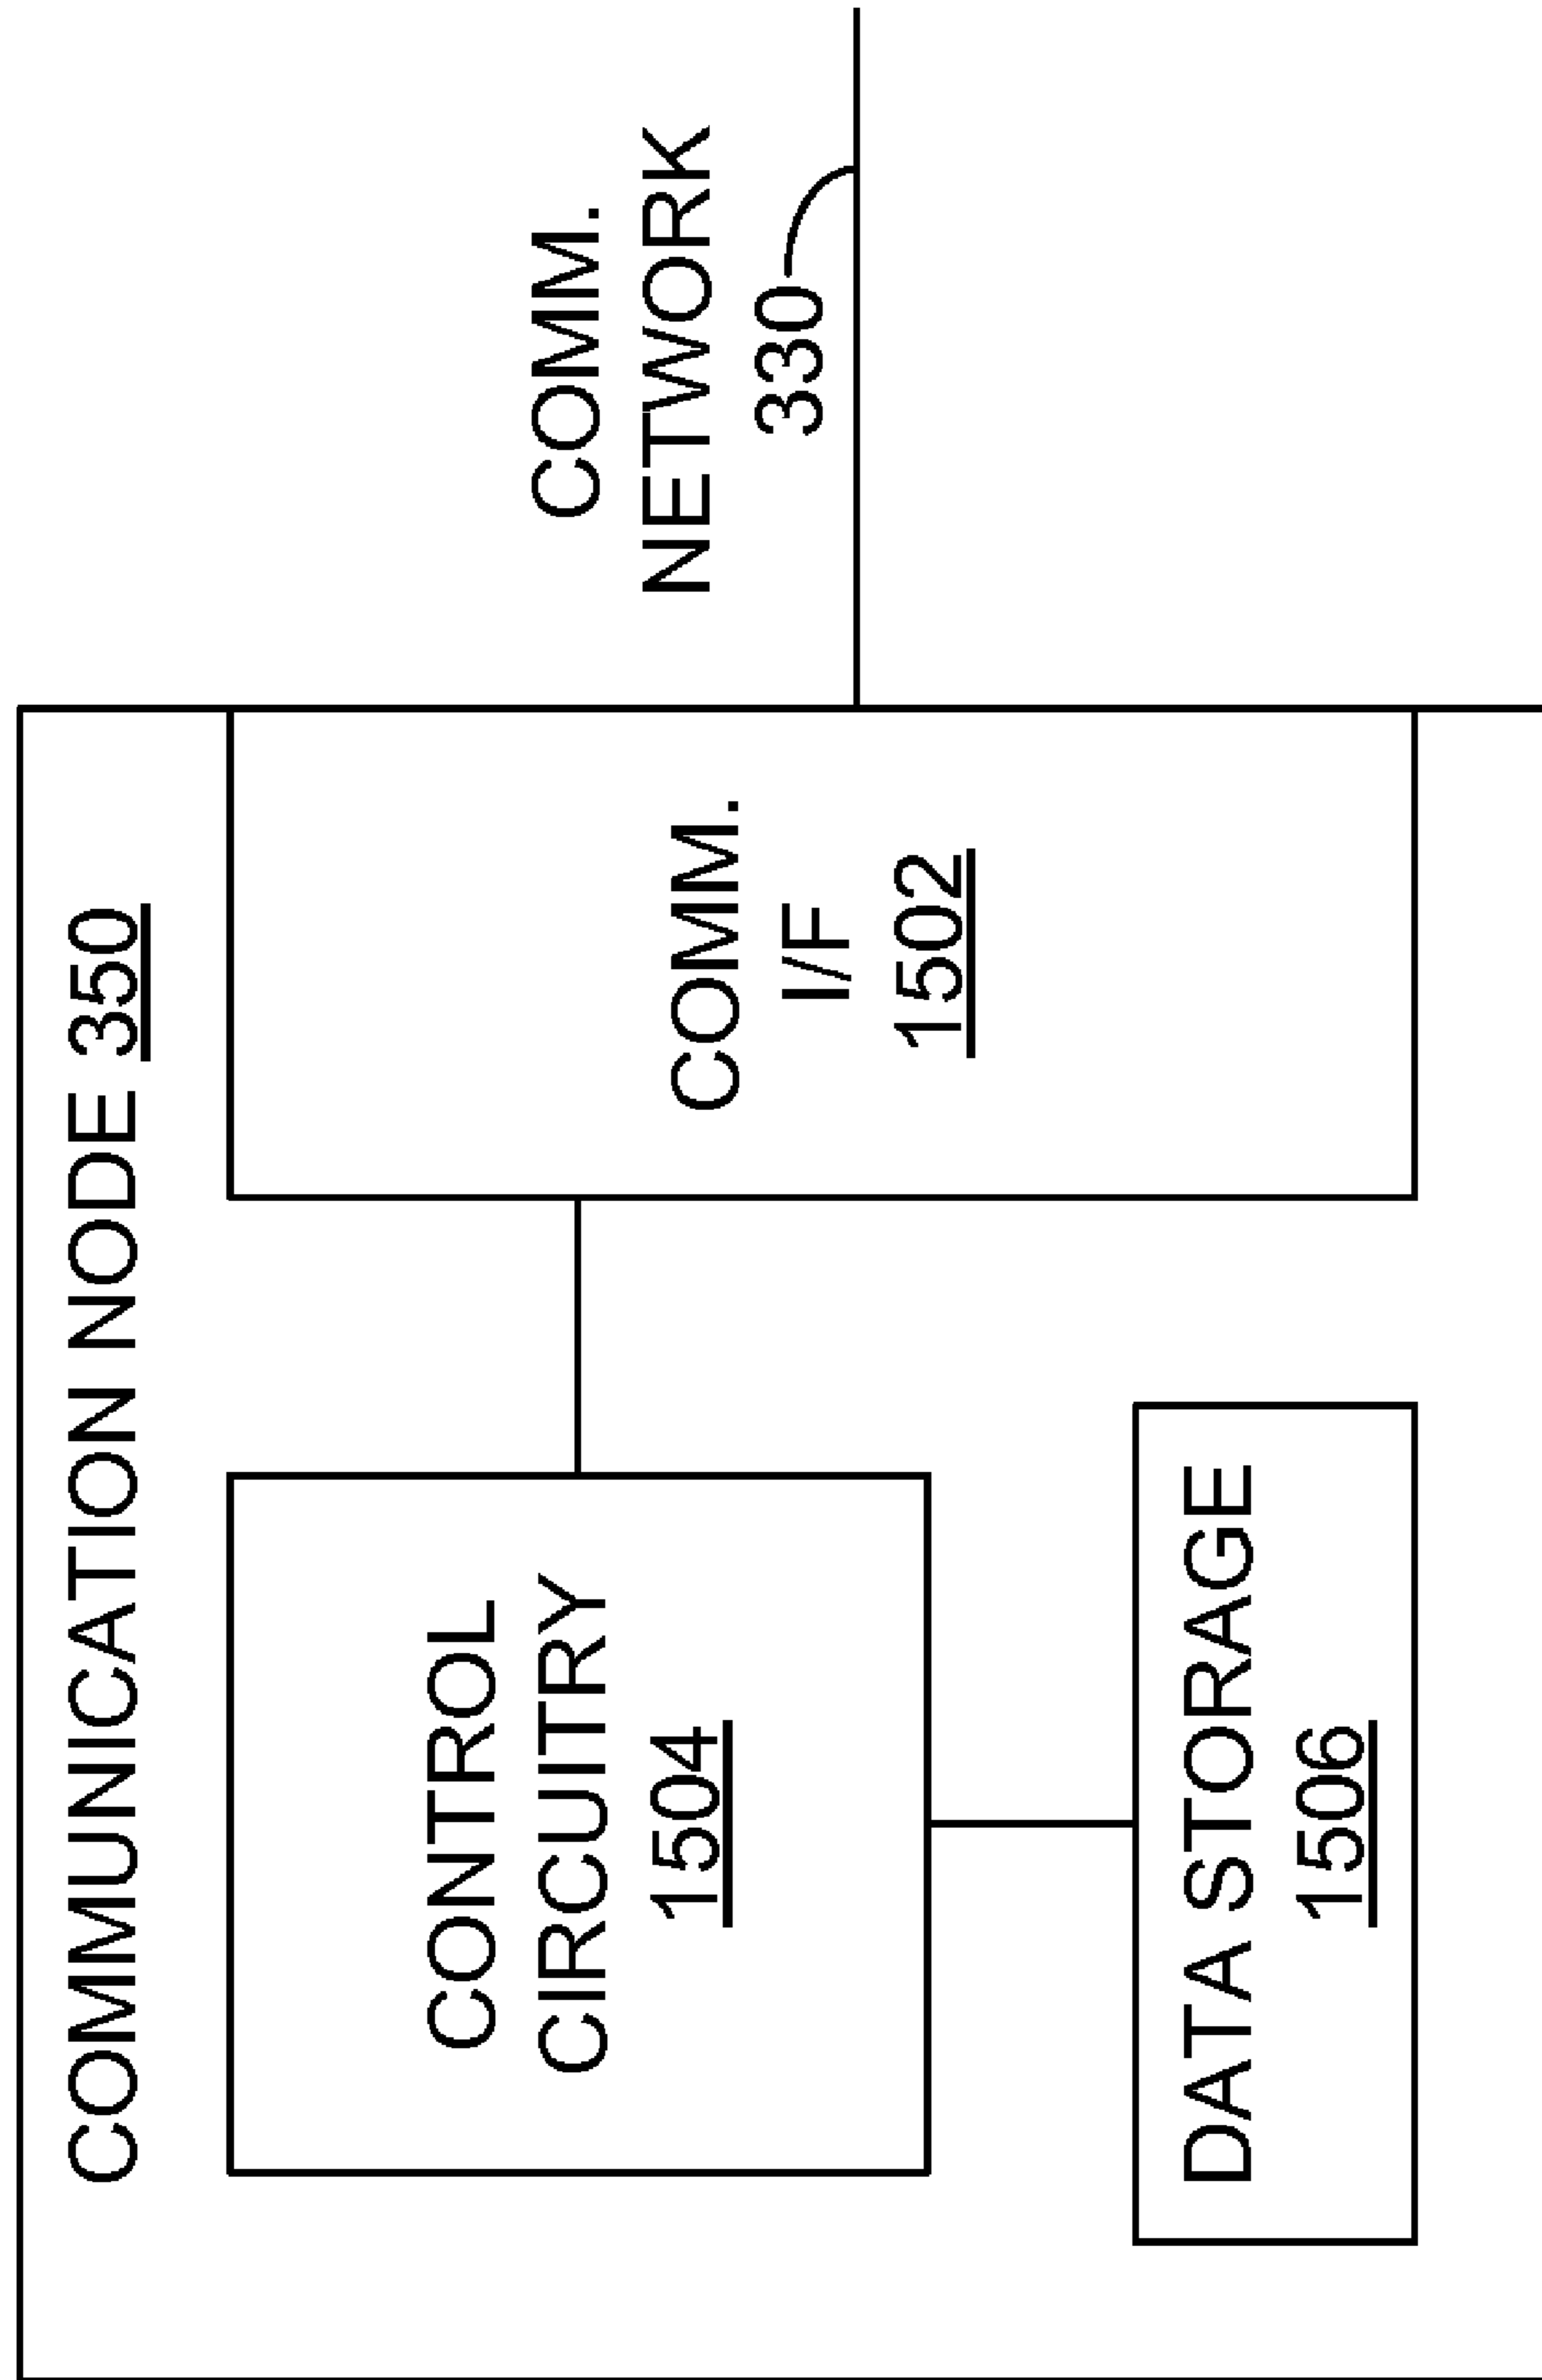 COMMUNICATION NODE 350
CONTROL
CIRCUITRY
1504
COMM.
I/F
1502
COMM.
NETWORK
330
DATA STORAGE
1506